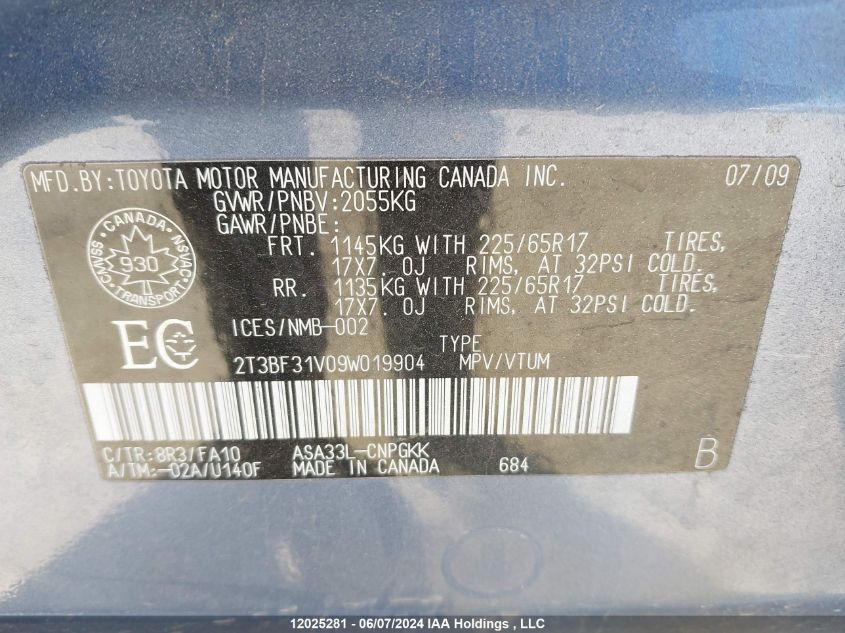 MFD.BY:TOYOTA MOTOR MANUFACTURING CANADA INC. 07/09
GVWR/PNBV:2055KG
GAWR/PNBE:
FRT. 1145KG WITH 225/65R17 TIRES,
17X7.0J RIMS, AT 32PSI COLD.
RR. 1135KG WITH 225/65R17 TIRES,
17X7.0J RIMS, AT 32PSI COLD.
CANADA
CMVSS 930 NSVAC
TRANSPORT
ICES/NMB-002
EC
TYPE
2T3BF31V09W019904 MPV/VTUM
C/TR:8R3/FA10 ASA33L-CNPGKK
A/TM:-02A/U140F MADE IN CANADA 684 B
12025281 - 06/07/2024 IAA Holdings , LLC